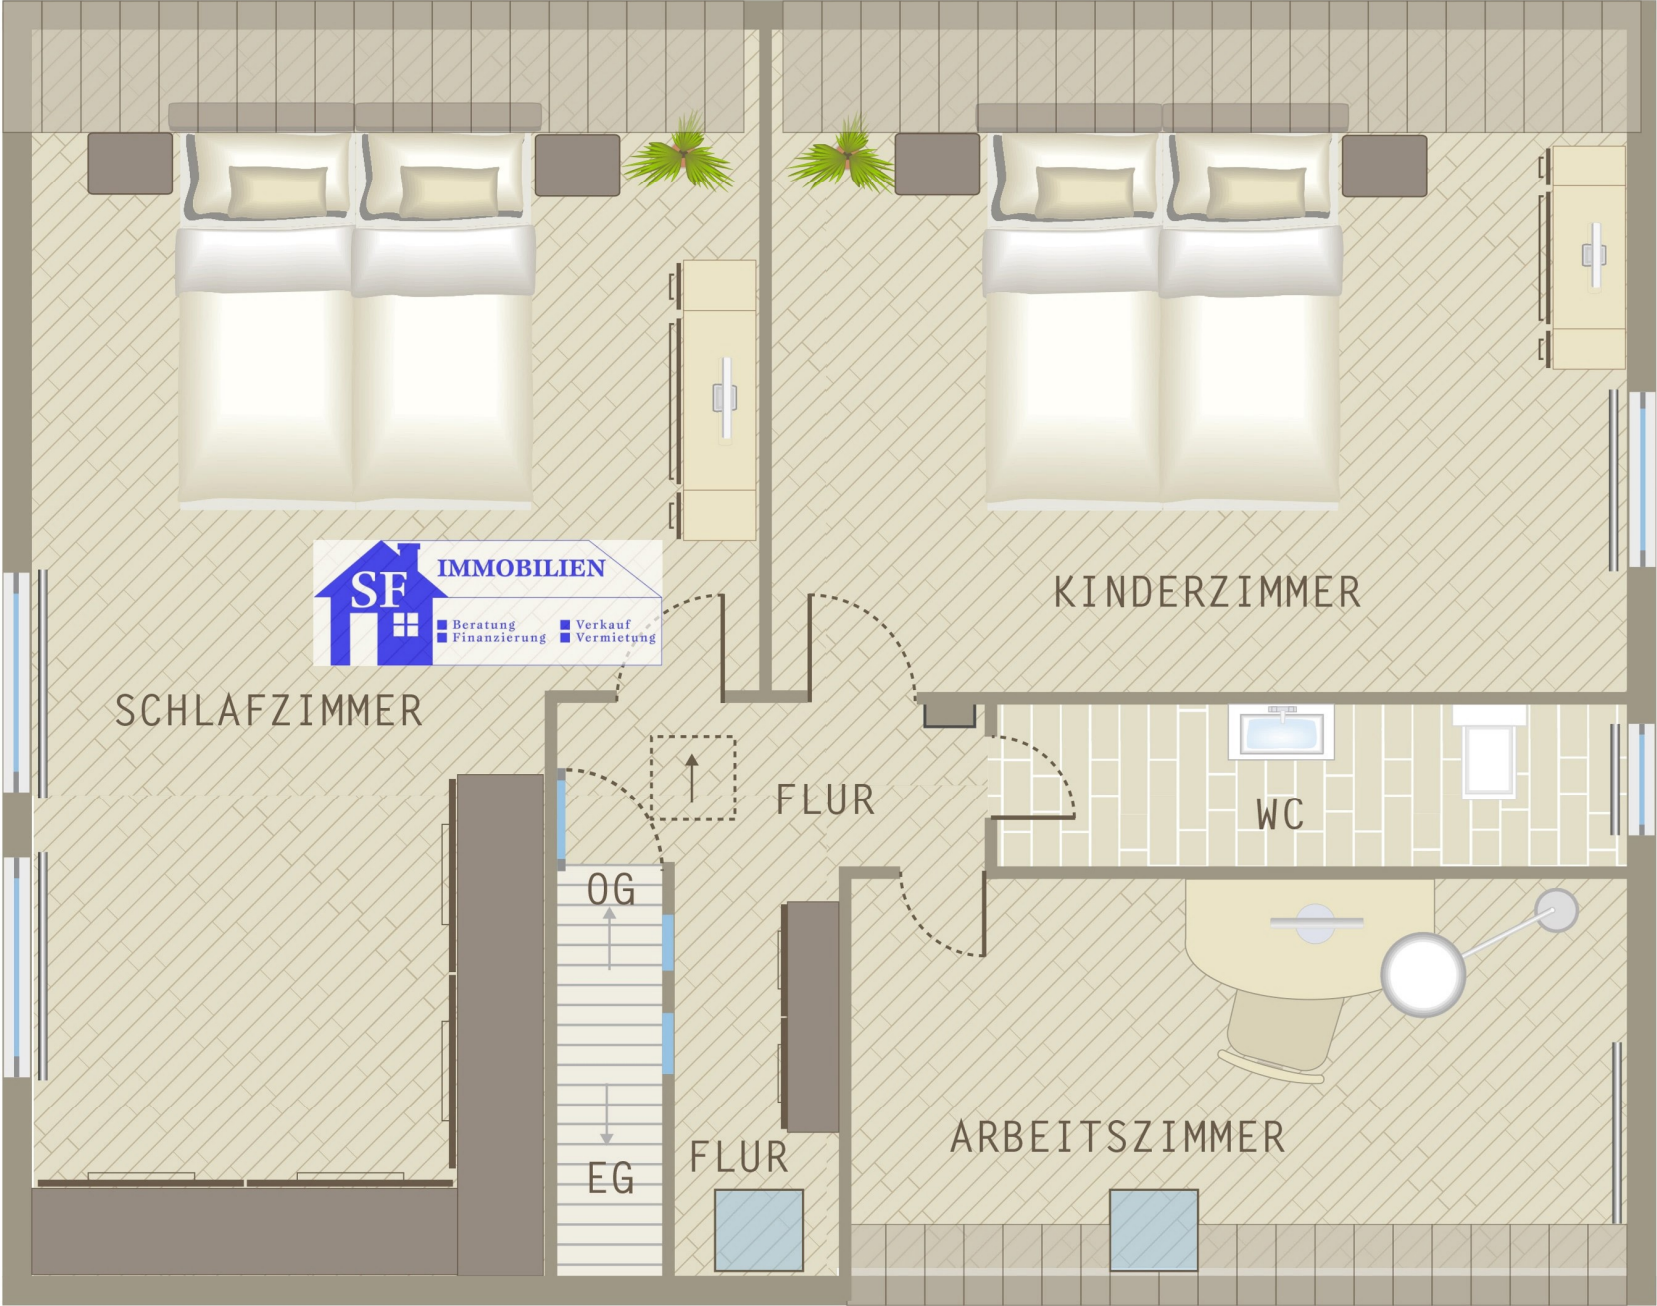 IMMOBILIEN
SF
Beratung
Verkauf
Finanzierung
Vermietung
KINDERZIMMER
SCHLAFZIMMER
FLUR
WC
OG
ARBEITSZIMMER
FLUR
EG